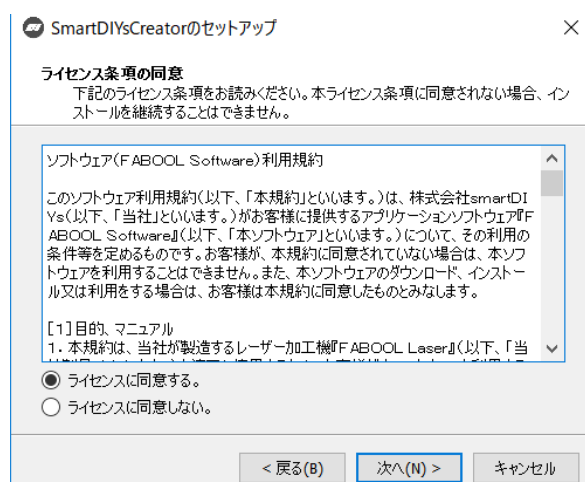 SmartDIYsCreatorのセットアップ
ライセンス条項の同意
下記のライセンス条項をお読みください。本ライセンス条項に同意されない場合、イン
ストールを継続することはできません。
ソフトウェア(FABOOL Software)利用規約
このソフトウェア利用規約(以下、「本規約」といいます。)は、株式会社smartDI
Ys(以下、「当社」といいます。)がお客様に提供するアプリケーションソフトウェア『F
ABOOL Software』(以下、「本ソフトウェア」といいます。)について、その利用の
条件等を定めるものです。お客様が、本規約に同意されていない場合は、本ソフ
トウェアを利用することはできません。また、本ソフトウェアのダウンロード、インストー
ル又は利用をする場合は、お客様は本規約に同意したものとみなします。
[1]目的、マニュアル
1. 本規約は、当社が製造するレーザー加工機『FABOOL Laser』(以下、「当
ライセンスに同意する。
ライセンスに同意しない。
< 戻る(B)
次へ(N) >
キャンセル